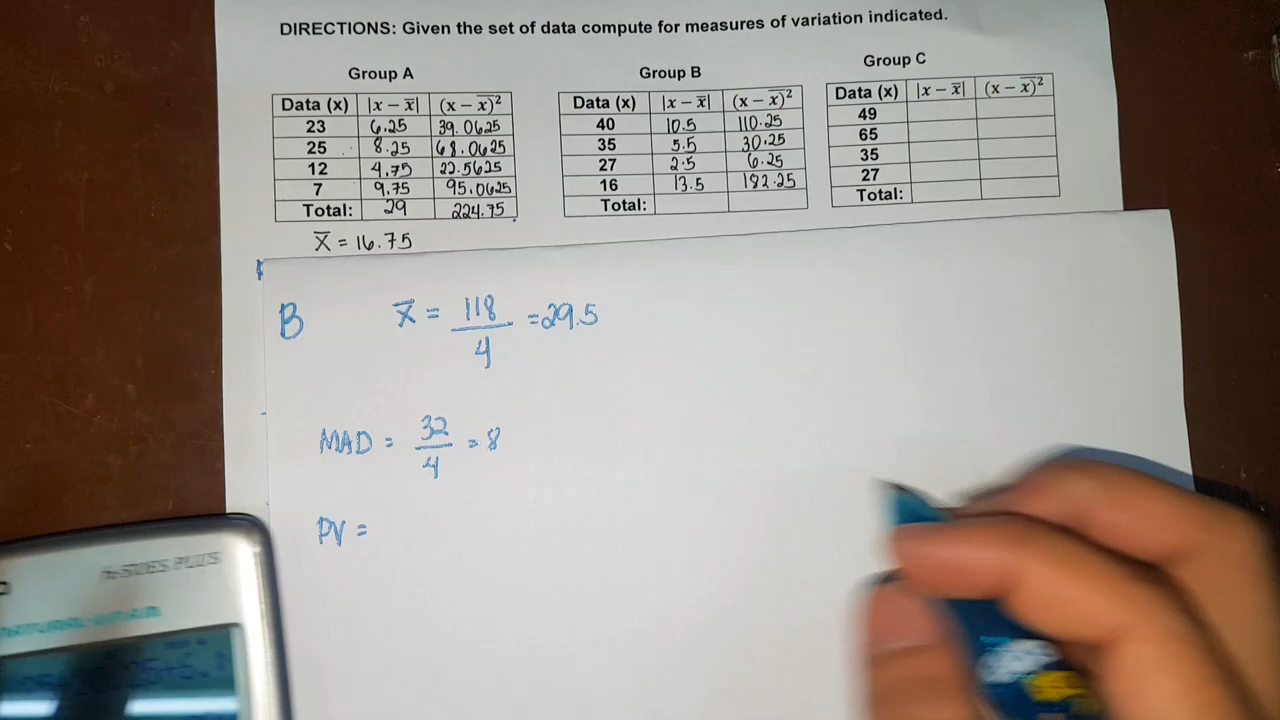 DIRECTIONS: Given the set of data compute for measures of variation indicated.
Group A
Data (x) |x − x̄| (x − x̄)²
23 6.25 39.0625
25 8.25 68.0625
12 4.75 22.5625
7 9.75 95.0625
Total: 29 224.75
X̄ = 16.75
Group B
Data (x) |x − x̄| (x − x̄)²
40 10.5 110.25
35 5.5 30.25
27 2.5 6.25
16 13.5 182.25
Total:
Group C
Data (x) |x − x̄| (x − x̄)²
49
65
35
27
Total:
B X̄ = 118/4 = 29.5
MAD = 32/4 = 8
PV =
PLUS